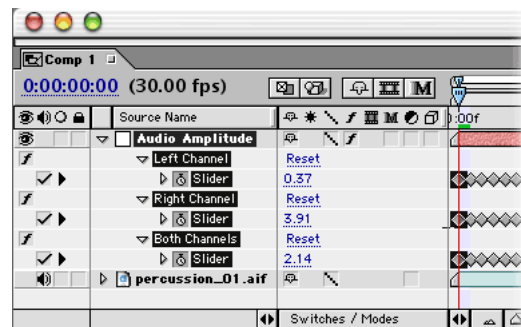 Comp 1
0:00:00:00 (30.00 fps) M
Source Name f M :00f
Audio Amplitude f
f Left Channel Reset
Slider 0.37
f Right Channel Reset
Slider 3.91
f Both Channels Reset
Slider 2.14
percussion_01.aif
Switches / Modes